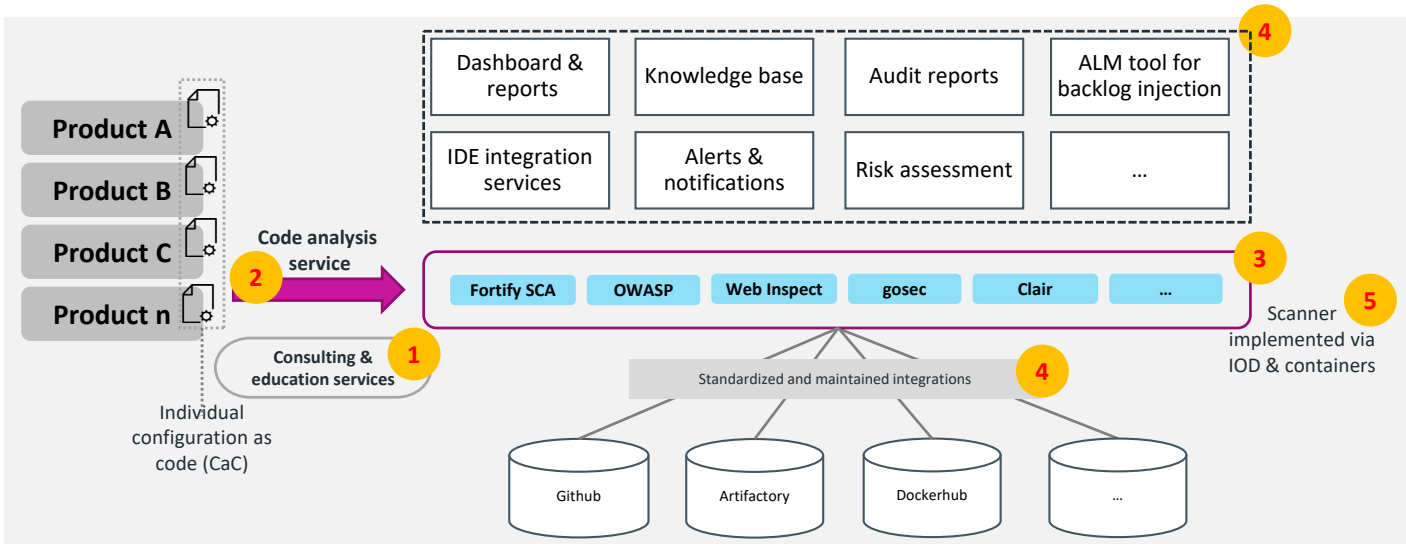 4
Dashboard &
reports
Knowledge base
Audit reports
ALM tool for
backlog injection
Product A
IDE integration
services
Alerts &
notifications
Risk assessment
...
Product B
Product C
Product n
Code analysis
service
2
3
Fortify SCA
OWASP
Web Inspect
gosec
Clair
...
5
Scanner
implemented via
IOD & containers
1
Consulting &
education services
4
Standardized and maintained integrations
Individual
configuration as
code (CaC)
Github
Artifactory
Dockerhub
...